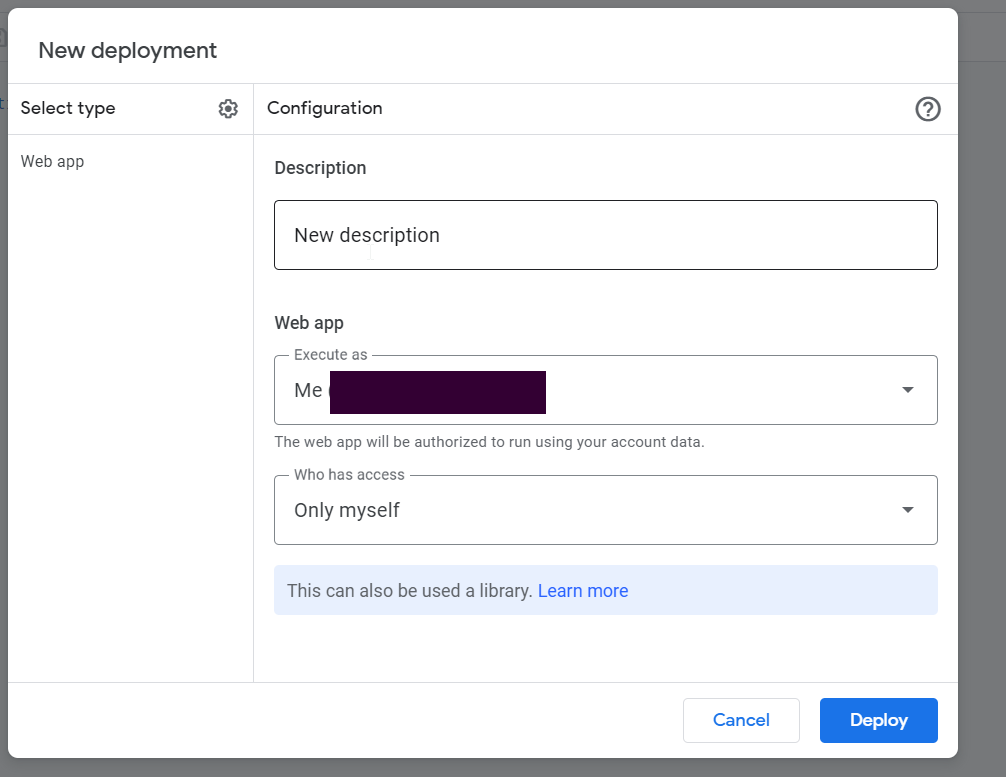 New deployment
Select type
Configuration
Web app
Description
New description
Web app
Execute as
Me
The web app will be authorized to run using your account data.
Who has access
Only myself
This can also be used a library. Learn more
Cancel
Deploy